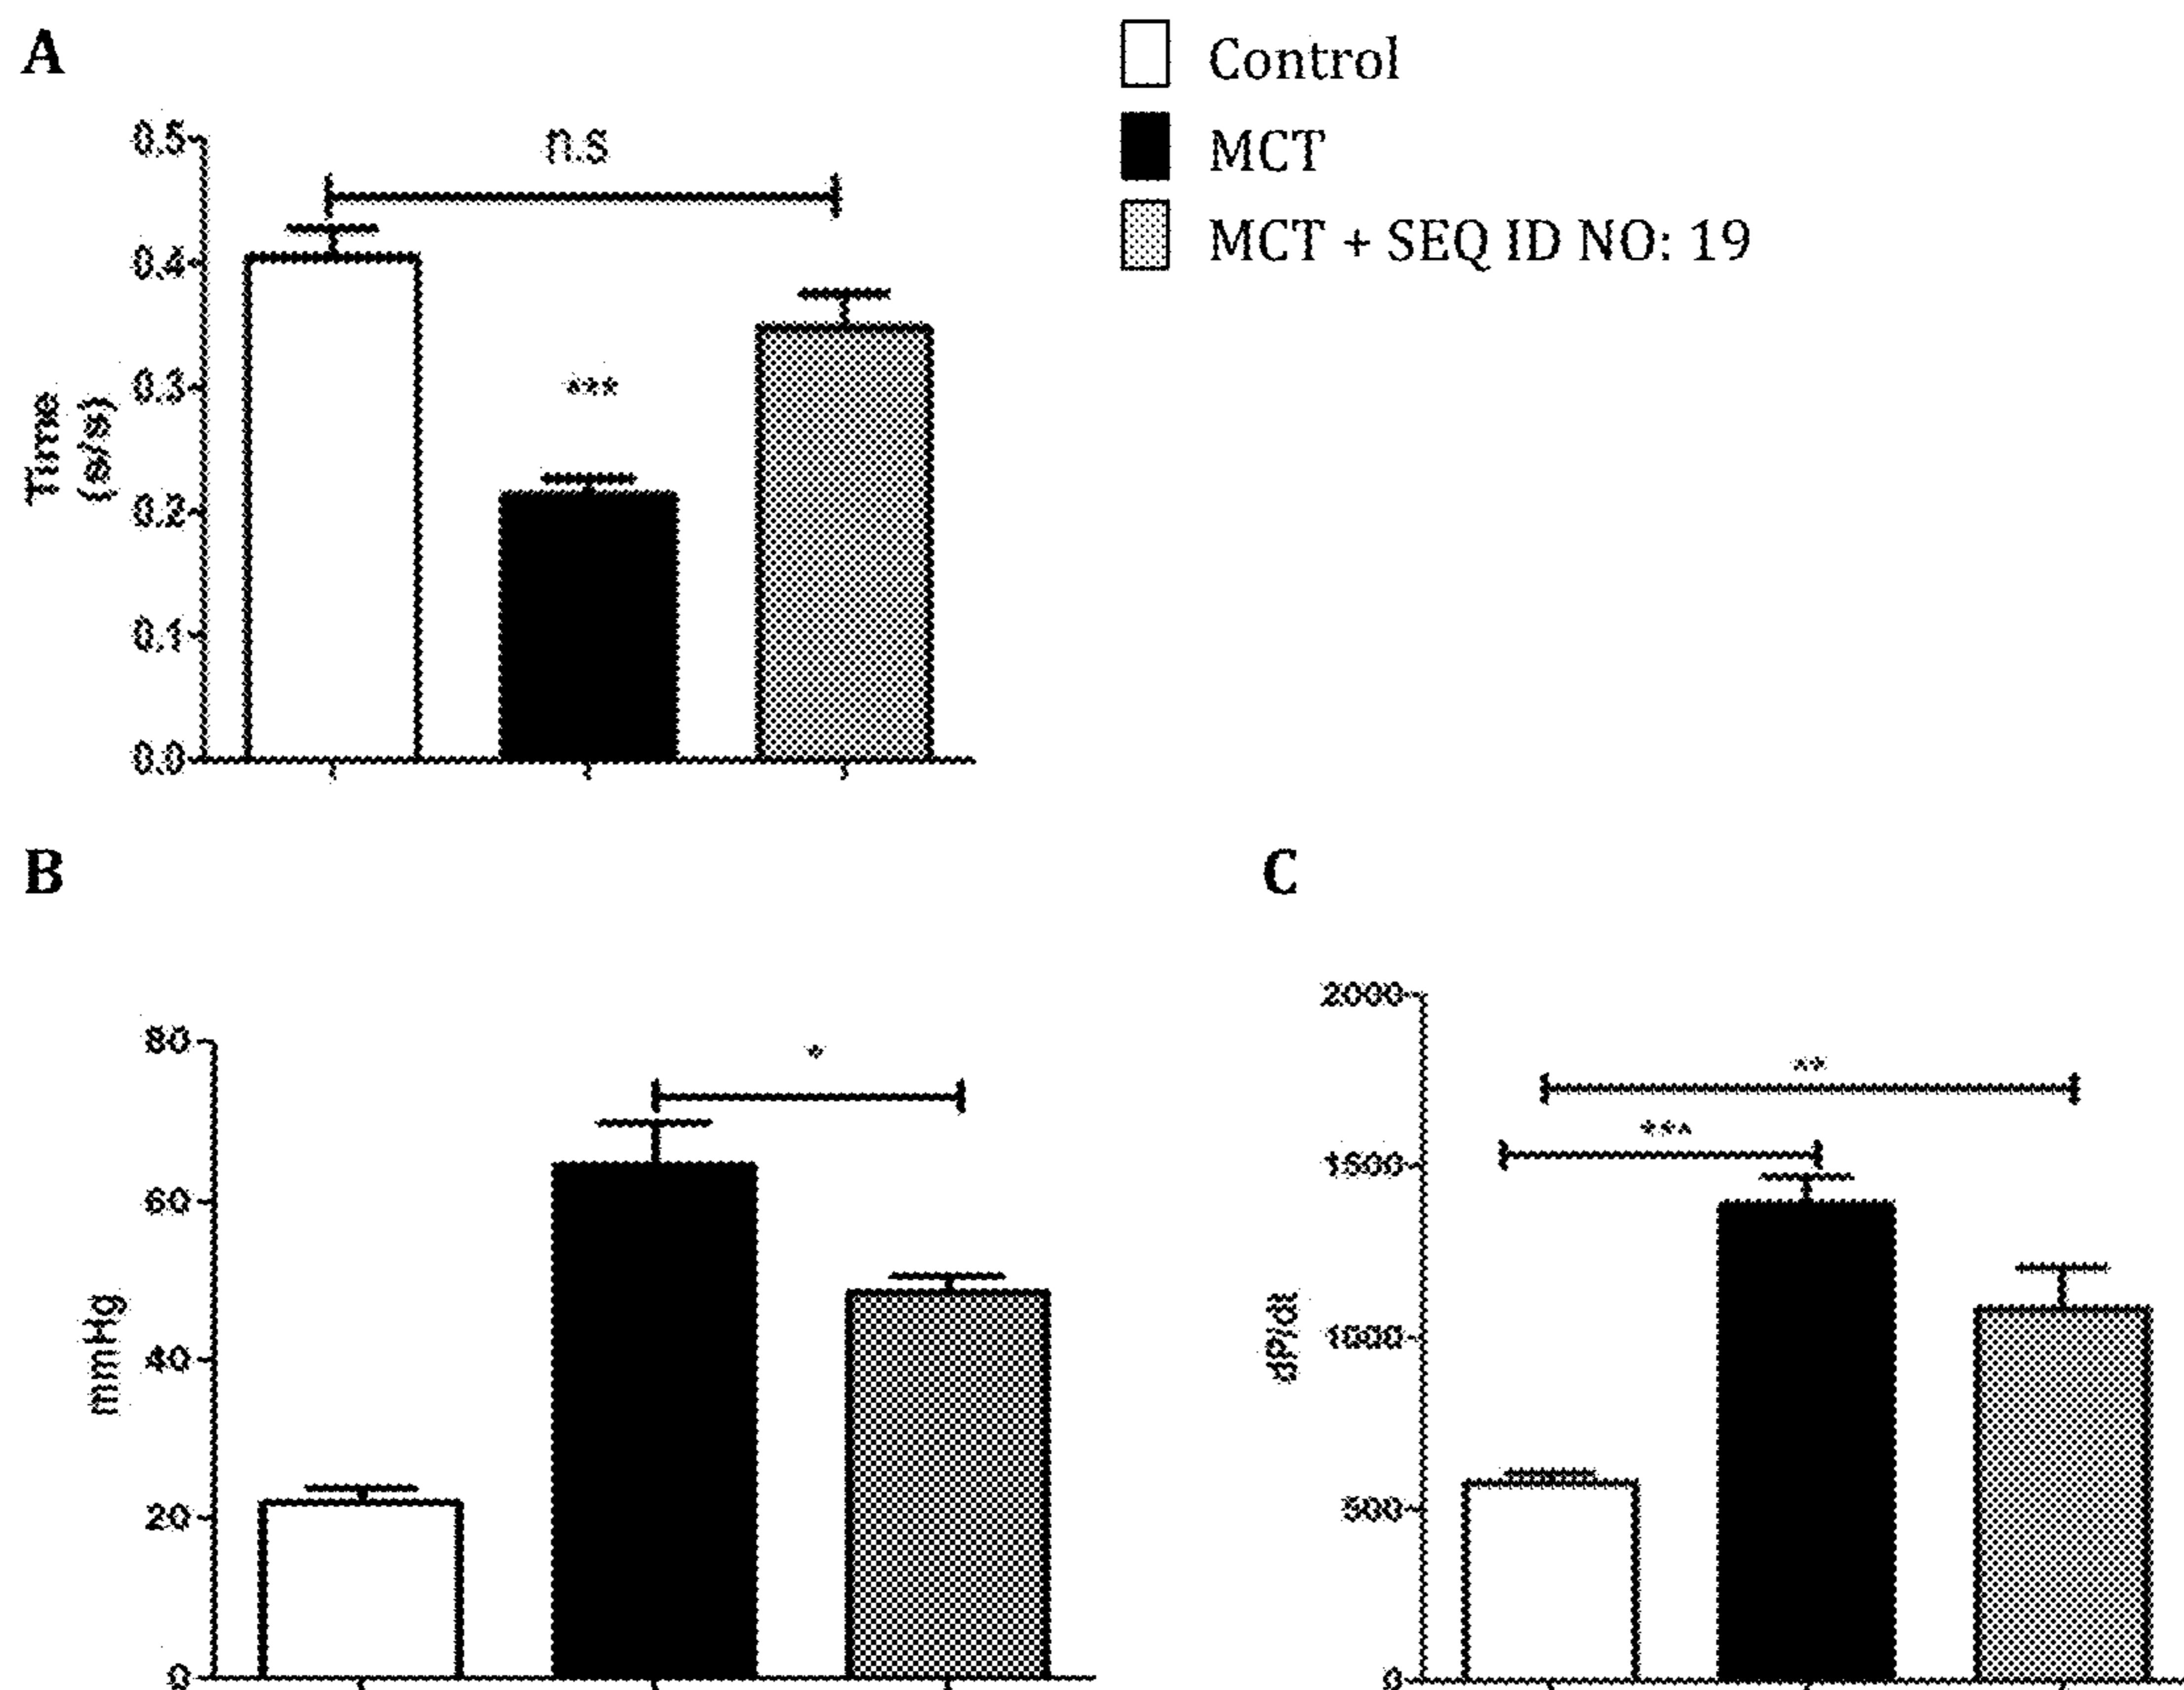 A
Control
MCT
MCT + SEQ ID NO: 19
n.s
0.5
0.4
0.3
0.2
0.1
0.0
Time
(s/s)
***
B
80
60
40
20
0
mmHg
*
C
2000
1500
1000
500
0
dP/dt
**
***